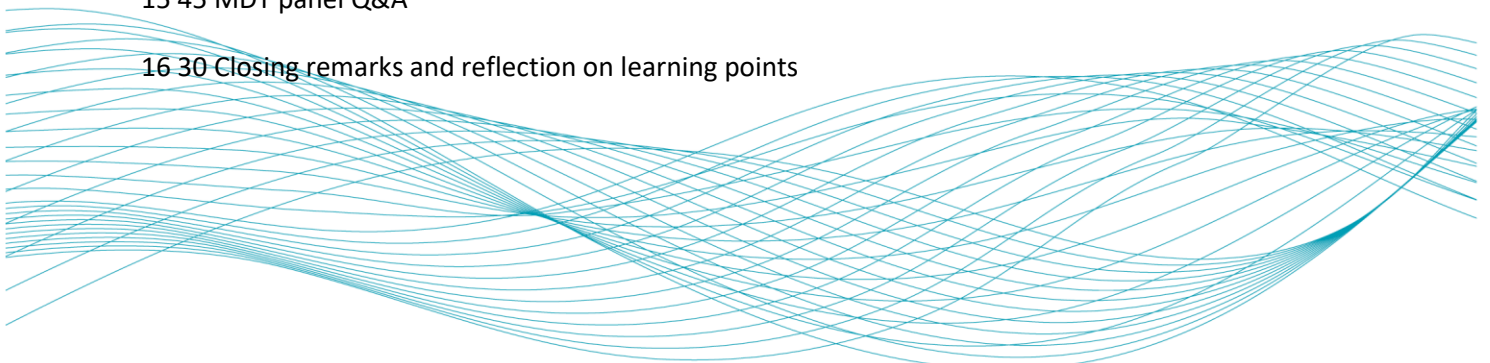 15 45 MDT panel Q&A
16 30 Closing remarks and reflection on learning points